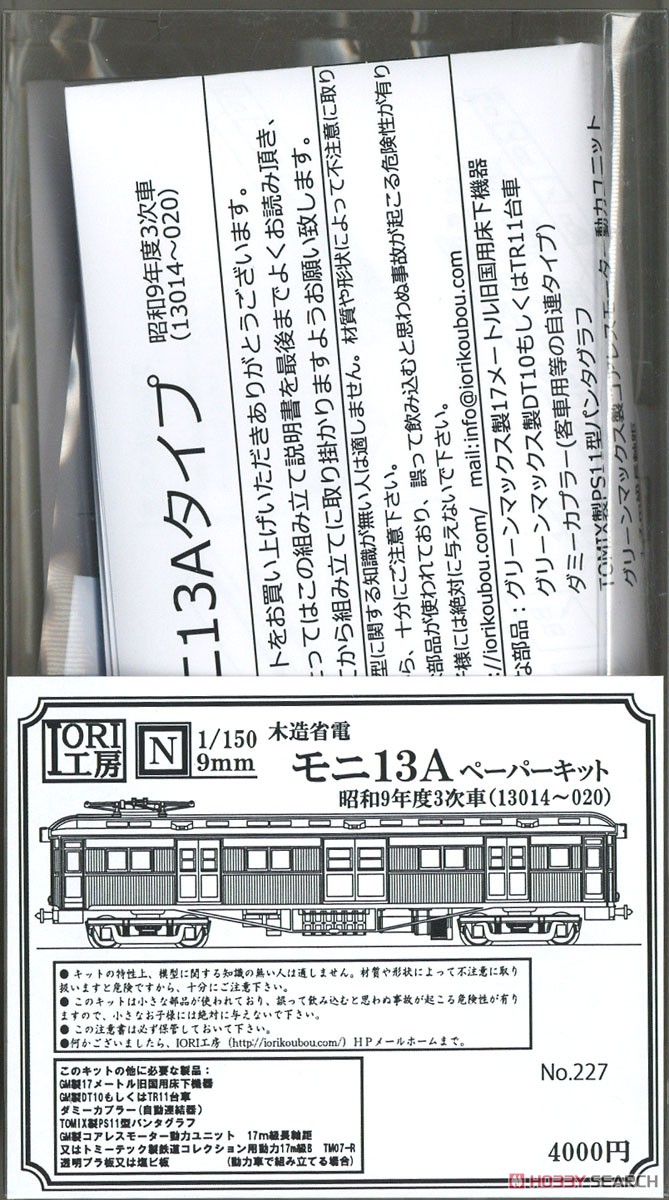 ニ13Aタイプ
昭和9年度3次車
(13014～020)
トをお買い上げいただきありがとうございます。
ってはこの組み立て説明書を最後までよくお読み頂き、
てから組み立てに取り掛かりますようお願い致します。
型に関する知識が無い人は適しません。材質や形状によって不注意に取り
ら、十分にご注意下さい。
な部品が使われており、誤って飲み込むと思わぬ事故が起こる危険性が有り
子様には絶対に与えないで下さい。
://iorikoubou.com/ mail:info@iorikoubou.com
な部品：グリーンマックス製17メートル旧国用床下機器
グリーンマックス製DT10もしくはTR11台車
ダミーカプラー(客車用等の自連タイプ)
TOMIX製PS11型パンタグラフ
グリーンマックス製コアレスモーター動力ユニット
IORI
工房
N
1/150
9mm
木造省電
モニ13A ペーパーキット
昭和9年度3次車(13014～020)
● キットの特性上、模型に関する知識の無い人は適しません。材質や形状によって不注意に取り
扱いますと危険ですから、十分にご注意下さい。
● このキットは小さな部品が使われており、誤って飲み込むと思わぬ事故が起こる危険性が有り
ますので、小さなお子様には絶対に与えないで下さい。
● この注意書は必ず保管しておいて下さい。
●何かございましたら、IORI工房（http://iorikoubou.com/）HPメールホームまで。
このキットの他に必要な製品：
GM製17メートル旧国用床下機器
GM製DT10もしくはTR11台車
ダミーカプラー(自動連結器)
TOMIX製PS11型パンタグラフ
GM製コアレスモーター動力ユニット 17m級長軸距
又はトミーテック製鉄道コレクション用動力17m級B TM07-R
透明プラ板又は塩ビ板 (動力車で組み立てる場合)
No.227
4000円
HOBBY-SEARCH